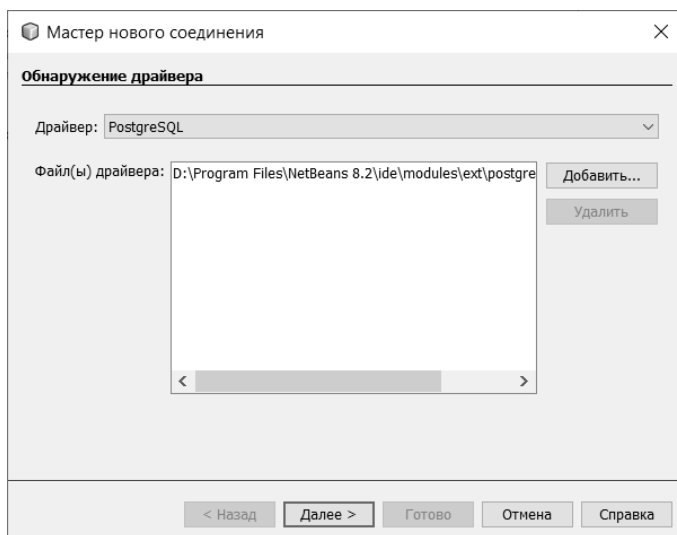 Мастер нового соединения
Обнаружение драйвера
Драйвер: PostgreSQL
Файл(ы) драйвера: D:\Program Files\NetBeans 8.2\ide\modules\ext\postgre Добавить...
Удалить
< Назад Далее > Готово Отмена Справка